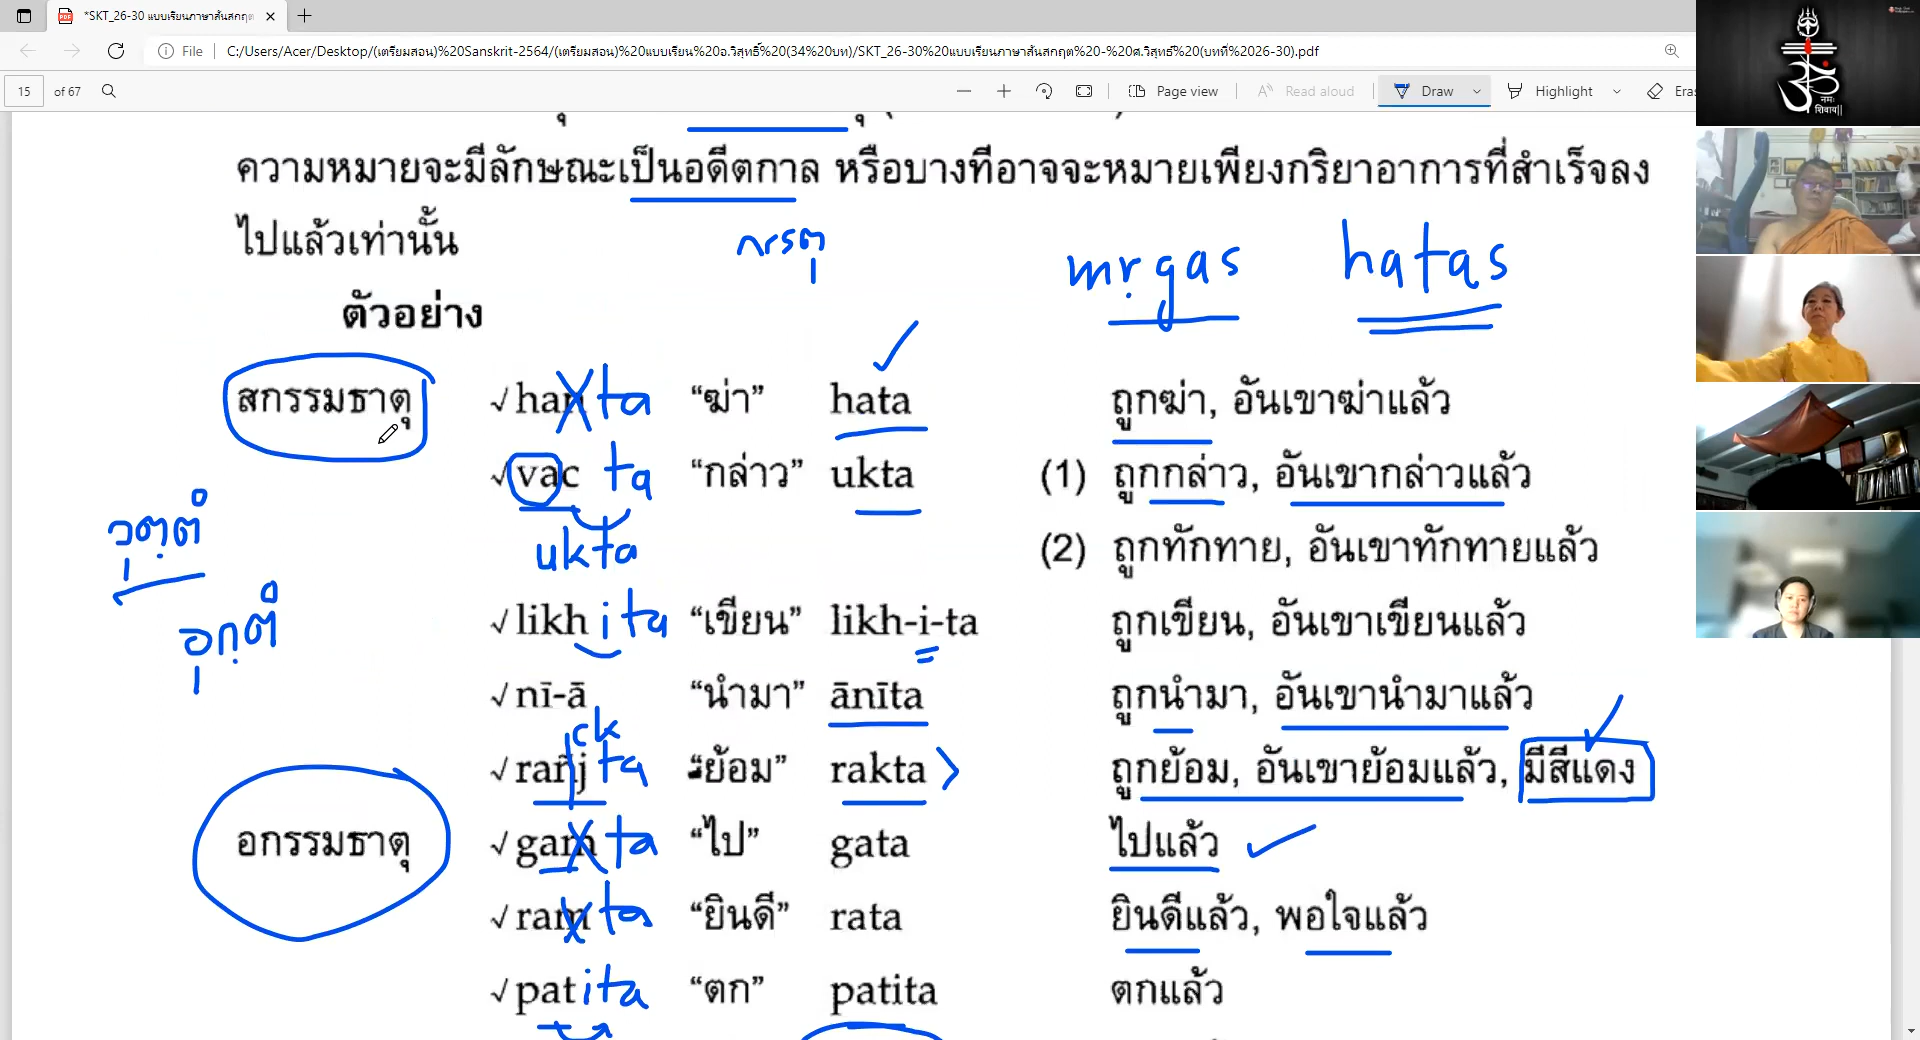 *SKT_26-30 แบบเรียนภาษาสันสกฤต
File C:/Users/Acer/Desktop/(เตรียมสอน)%20Sanskrit-2564/(เตรียมสอน)%20แบบเรียน%20อ.วิสุทธิ์%20(34%20บท)/SKT_26-30%20แบบเรียนภาษาสันสกฤต%20-%20ศ.วิสุทธ์%20(บทที่%2026-30).pdf
15 of 67 Page view Read aloud Draw Highlight Eras
ความหมายจะมีลักษณะเป็นอดีตกาล หรือบางทีอาจจะหมายเพียงกริยาอาการที่สำเร็จลง
ไปแล้วเท่านั้น
mṛgas hatas
ตัวอย่าง
สกรรมธาตุ √han ta “ฆ่า” hata ถูกฆ่า, อันเขาฆ่าแล้ว
√vac ta “กล่าว” ukta (1) ถูกกล่าว, อันเขากล่าวแล้ว
ukta (2) ถูกทักทาย, อันเขาทักทายแล้ว
วุตฺตํ
อุกฺตํ
√likh ita “เขียน” likh-i-ta ถูกเขียน, อันเขาเขียนแล้ว
√nī-ā “นำมา” ānīta ถูกนำมา, อันเขานำมาแล้ว
ck
√rañj ta “ย้อม” rakta ถูกย้อม, อันเขาย้อมแล้ว, มีสีแดง
อกรรมธาตุ √gam ta “ไป” gata ไปแล้ว
√ram ta “ยินดี” rata ยินดีแล้ว, พอใจแล้ว
√pat ita “ตก” patita ตกแล้ว
नमः
शिवाय||